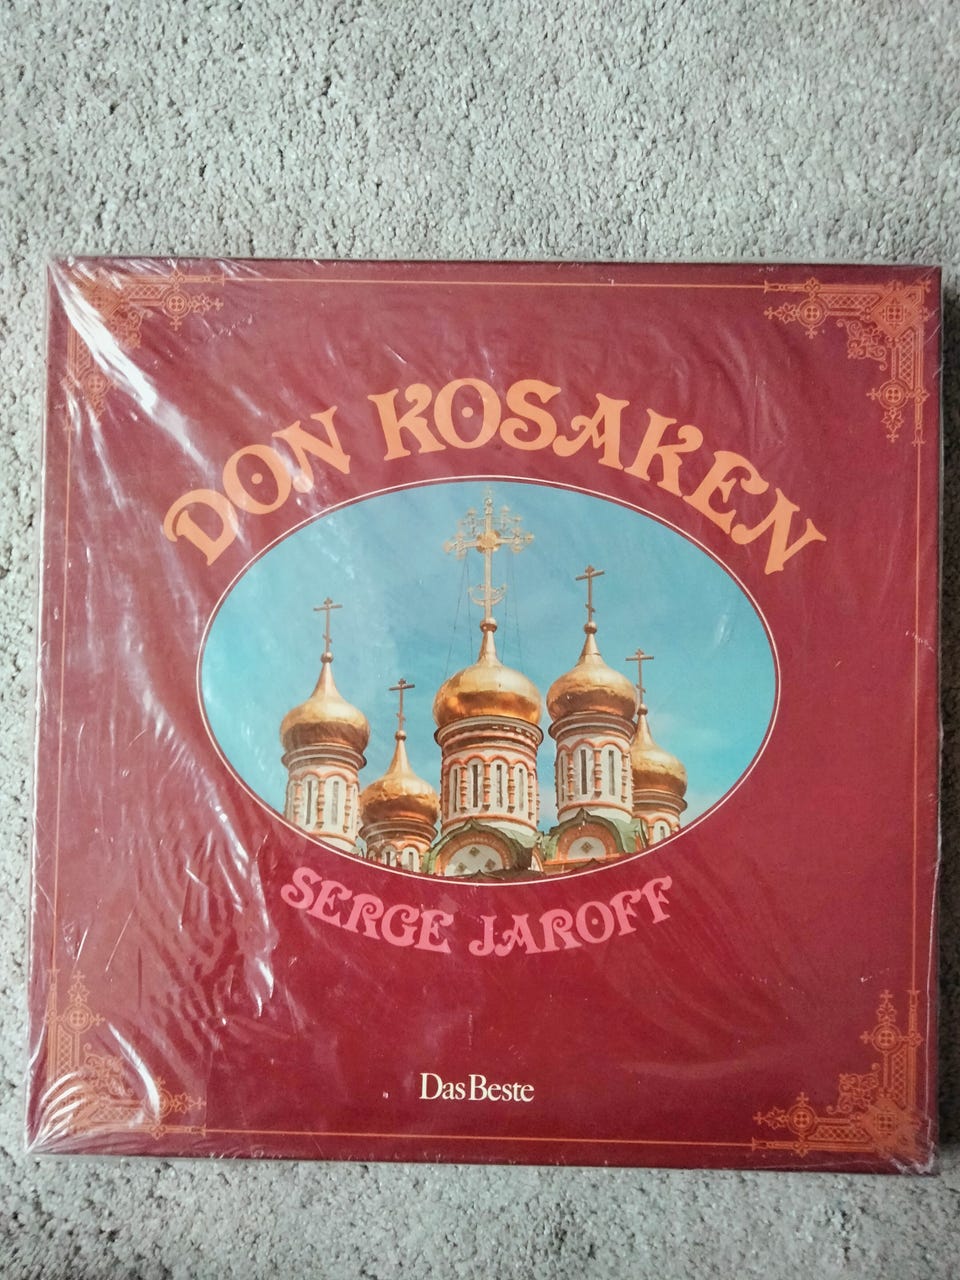 DON KOSAKEN
SERGE JAROFF
Das Beste